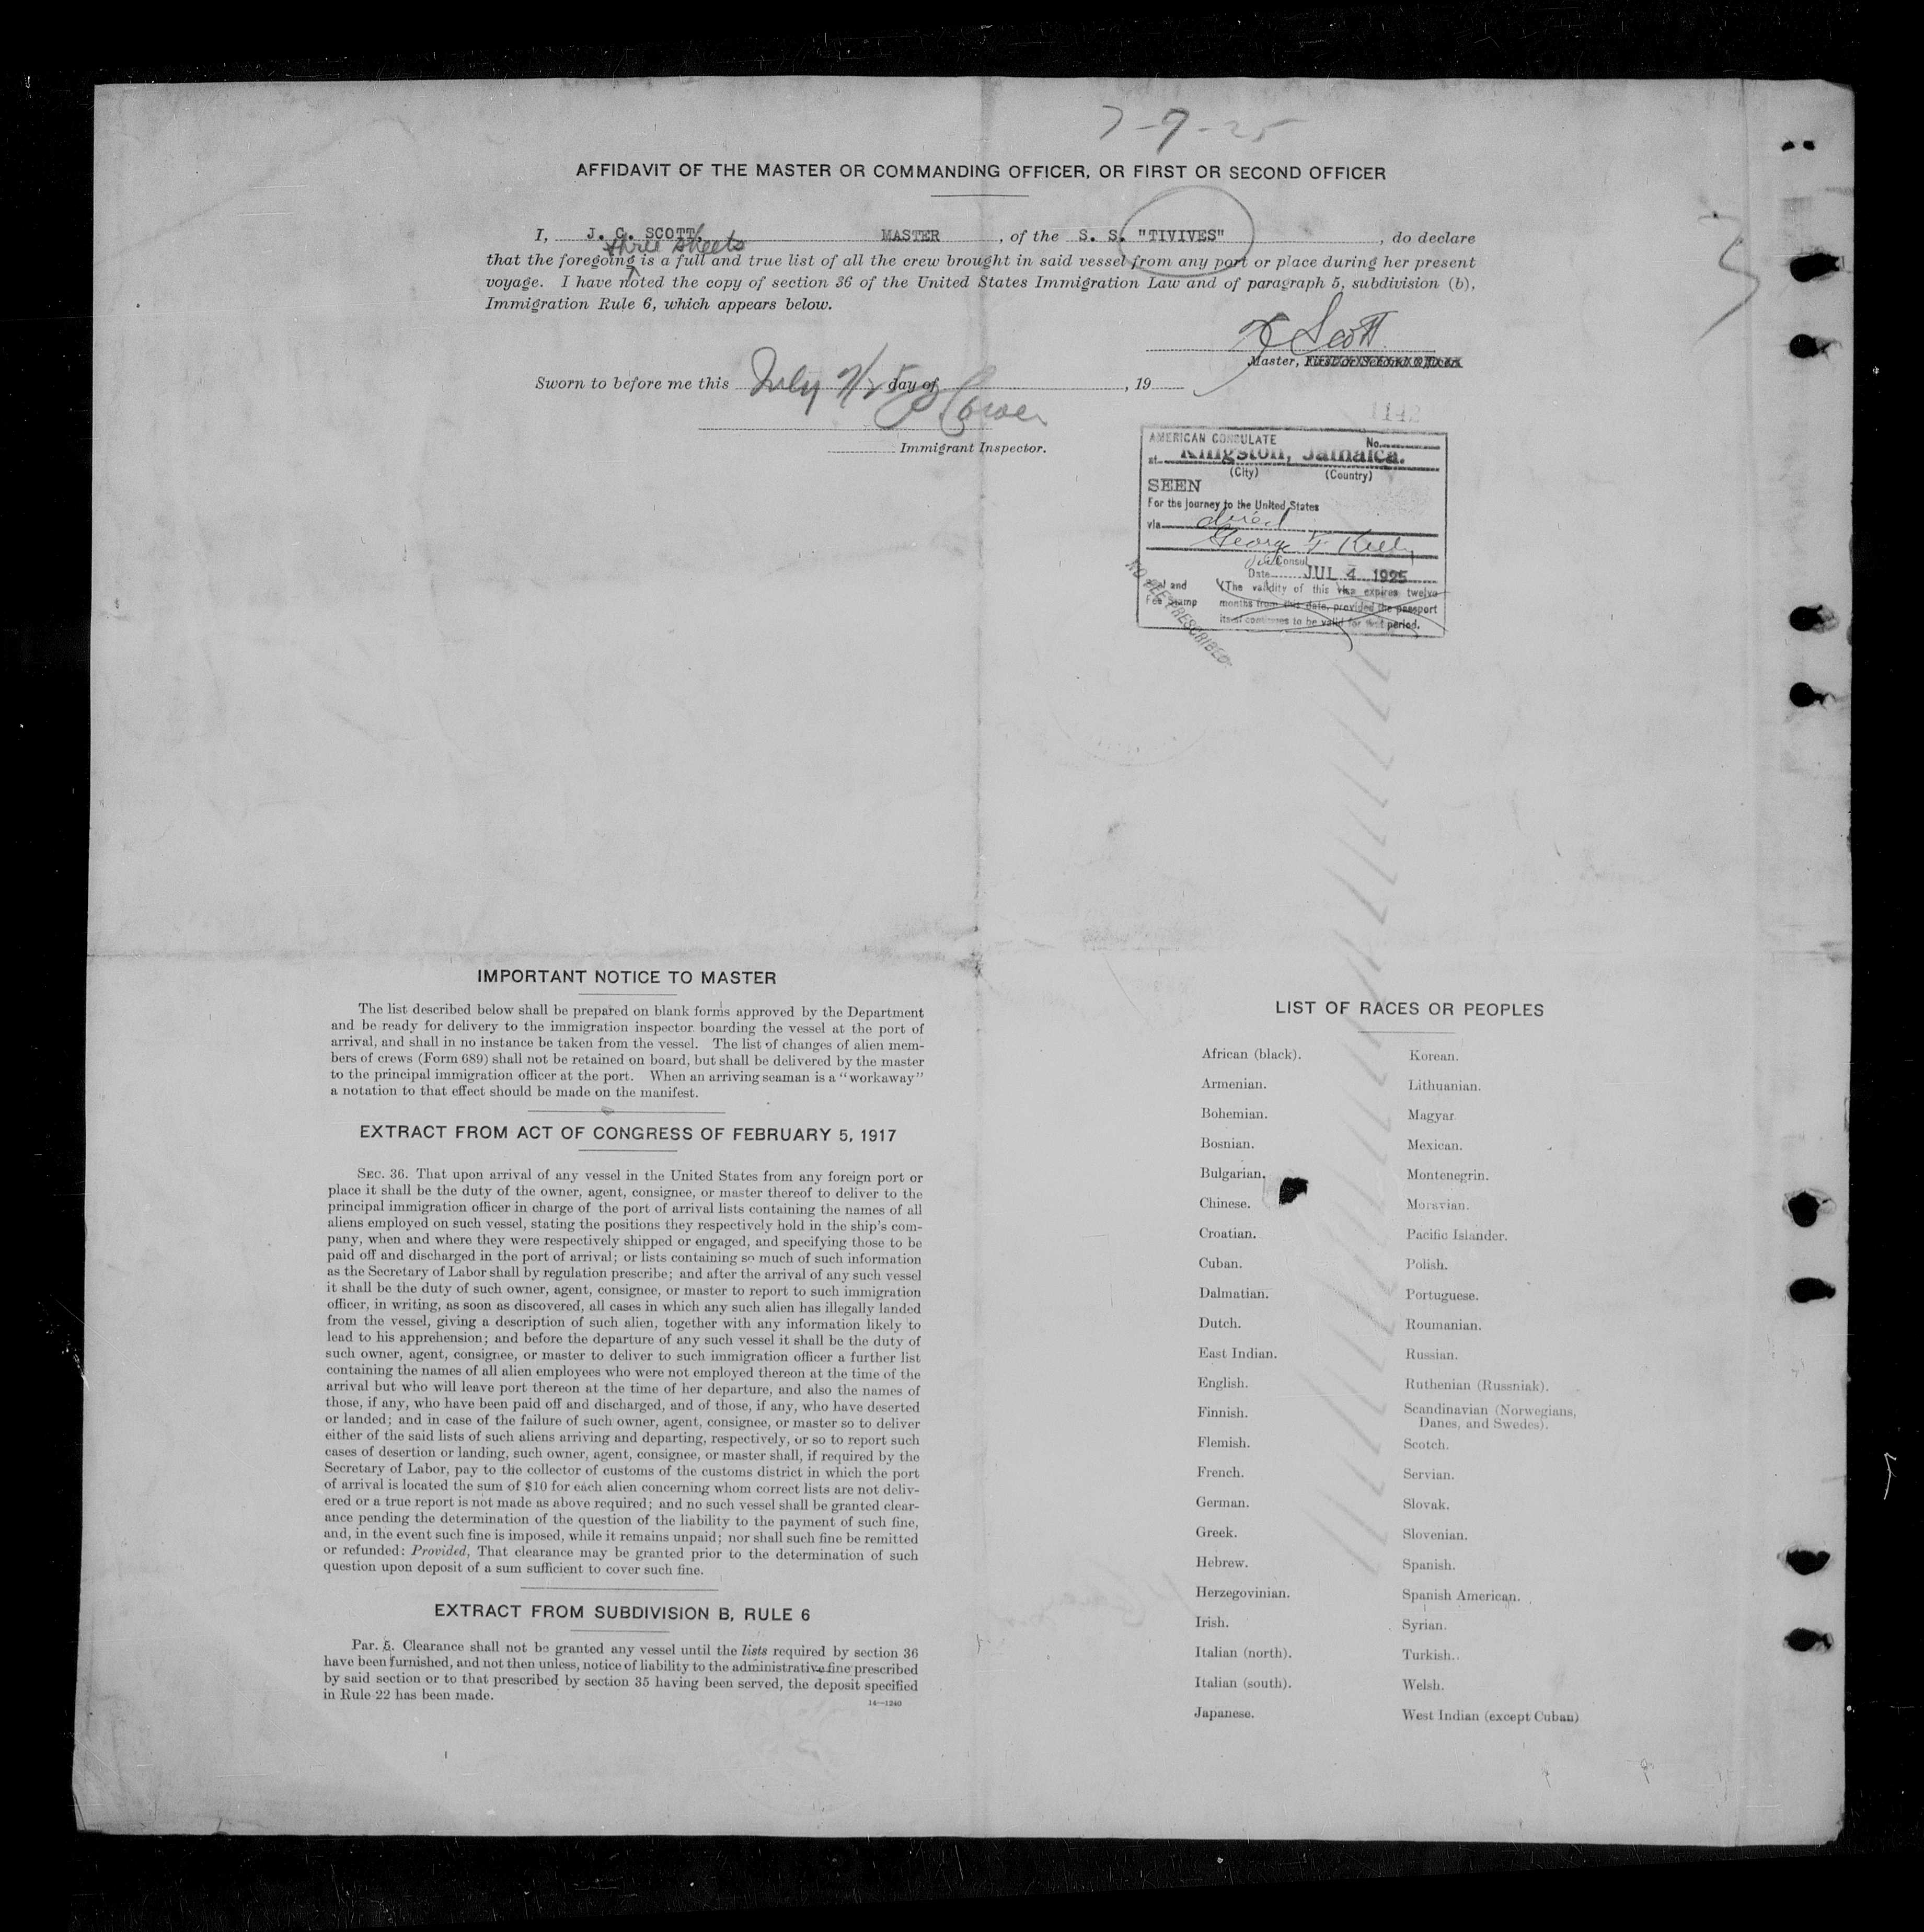 7-9-25
AFFIDAVIT OF THE MASTER OR COMMANDING OFFICER, OR FIRST OR SECOND OFFICER
I, J. C. SCOTT, MASTER, of the S. S. "TIVIVES", do declare
three sheets
that the foregoing is a full and true list of all the crew brought in said vessel from any port or place during her present
voyage. I have noted the copy of section 36 of the United States Immigration Law and of paragraph 5, subdivision (b),
Immigration Rule 6, which appears below.
Scott
Master,
Sworn to before me this July day of , 19
Immigrant Inspector.
AMERICAN CONSULATE No.
at Kingston, Jamaica.
(City) (Country)
SEEN
For the journey to the United States
via direct
George F Kelly
Consul
Date JUL 4 1925
Seal and
Fee Stamp
The validity of this visa expires twelve
months from this date, provided the passport
itself continues to be valid for that period.
NO FEE PRESCRIBED
IMPORTANT NOTICE TO MASTER
The list described below shall be prepared on blank forms approved by the Department
and be ready for delivery to the immigration inspector boarding the vessel at the port of
arrival, and shall in no instance be taken from the vessel. The list of changes of alien mem-
bers of crews (Form 689) shall not be retained on board, but shall be delivered by the master
to the principal immigration officer at the port. When an arriving seaman is a "workaway"
a notation to that effect should be made on the manifest.
EXTRACT FROM ACT OF CONGRESS OF FEBRUARY 5, 1917
SEC. 36. That upon arrival of any vessel in the United States from any foreign port or
place it shall be the duty of the owner, agent, consignee, or master thereof to deliver to the
principal immigration officer in charge of the port of arrival lists containing the names of all
aliens employed on such vessel, stating the positions they respectively hold in the ship's com-
pany, when and where they were respectively shipped or engaged, and specifying those to be
paid off and discharged in the port of arrival; or lists containing so much of such information
as the Secretary of Labor shall by regulation prescribe; and after the arrival of any such vessel
it shall be the duty of such owner, agent, consignee, or master to report to such immigration
officer, in writing, as soon as discovered, all cases in which any such alien has illegally landed
from the vessel, giving a description of such alien, together with any information likely to
lead to his apprehension; and before the departure of any such vessel it shall be the duty of
such owner, agent, consignee, or master to deliver to such immigration officer a further list
containing the names of all alien employees who were not employed thereon at the time of the
arrival but who will leave port thereon at the time of her departure, and also the names of
those, if any, who have been paid off and discharged, and of those, if any, who have deserted
or landed; and in case of the failure of such owner, agent, consignee, or master so to deliver
either of the said lists of such aliens arriving and departing, respectively, or so to report such
cases of desertion or landing, such owner, agent, consignee, or master shall, if required by the
Secretary of Labor, pay to the collector of customs of the customs district in which the port
of arrival is located the sum of $10 for each alien concerning whom correct lists are not deliv-
ered or a true report is not made as above required; and no such vessel shall be granted clear-
ance pending the determination of the question of the liability to the payment of such fine,
and, in the event such fine is imposed, while it remains unpaid; nor shall such fine be remitted
or refunded: Provided, That clearance may be granted prior to the determination of such
question upon deposit of a sum sufficient to cover such fine.
EXTRACT FROM SUBDIVISION B, RULE 6
Par. 5. Clearance shall not be granted any vessel until the lists required by section 36
have been furnished, and not then unless, notice of liability to the administrative fine prescribed
by said section or to that prescribed by section 35 having been served, the deposit specified
in Rule 22 has been made.
14—1240
LIST OF RACES OR PEOPLES
African (black).
Armenian.
Bohemian.
Bosnian.
Bulgarian.
Chinese.
Croatian.
Cuban.
Dalmatian.
Dutch.
East Indian.
English.
Finnish.
Flemish.
French.
German.
Greek.
Hebrew.
Herzegovinian.
Irish.
Italian (north).
Italian (south).
Japanese.
Korean.
Lithuanian.
Magyar
Mexican.
Montenegrin.
Moravian.
Pacific Islander.
Polish.
Portuguese.
Roumanian.
Russian.
Ruthenian (Russniak).
Scandinavian (Norwegians,
Danes, and Swedes).
Scotch.
Servian.
Slovak.
Slovenian.
Spanish.
Spanish American.
Syrian.
Turkish.
Welsh.
West Indian (except Cuban)